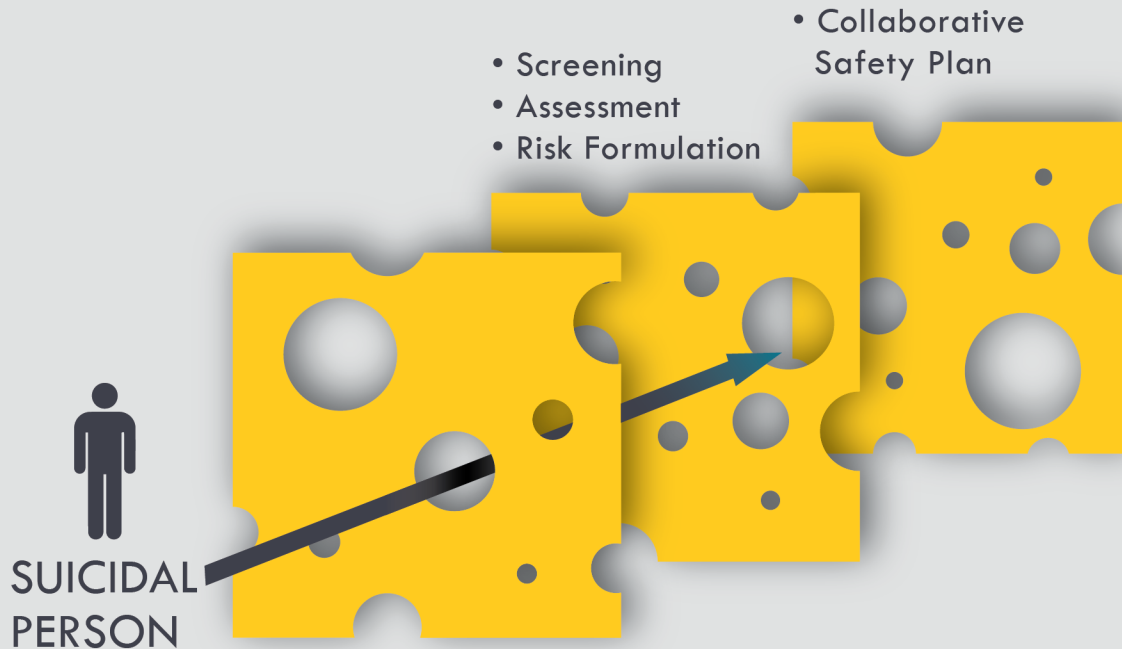 • Collaborative
Safety Plan
• Screening
• Assessment
• Risk Formulation
SUICIDAL
PERSON